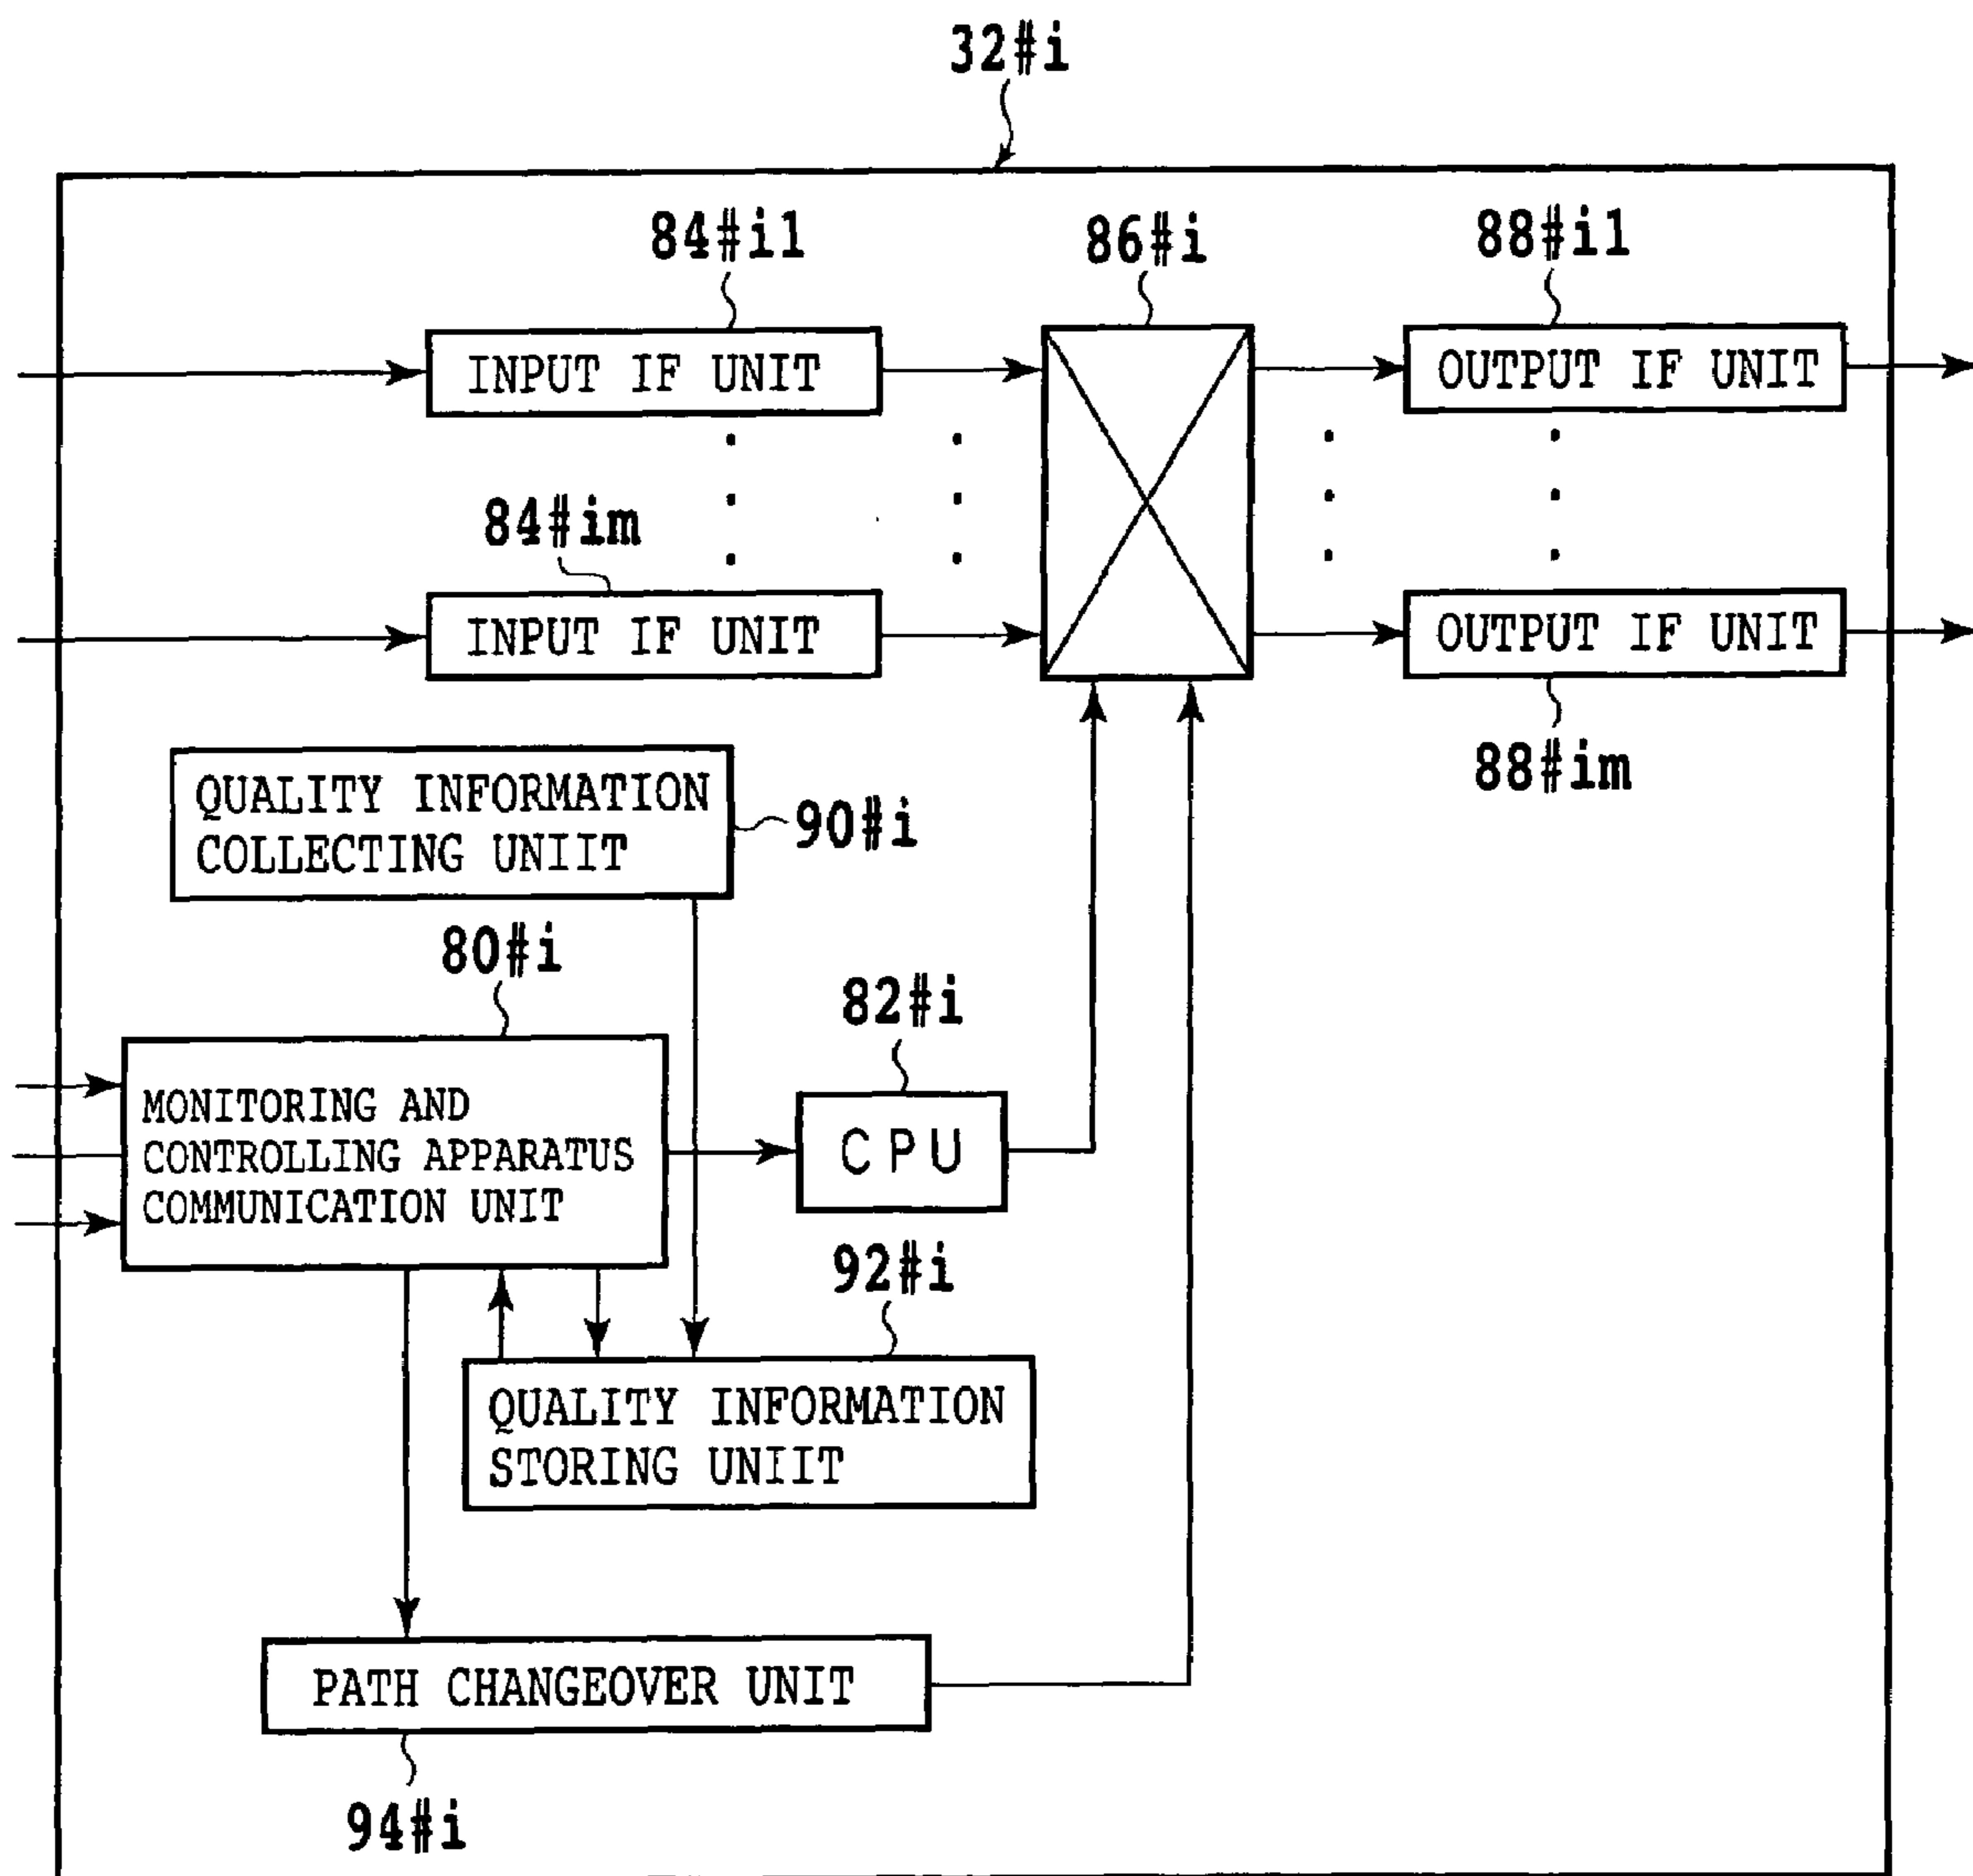 32#i
84#i1
86#i
88#i1
INPUT IF UNIT
OUTPUT IF UNIT
84#im
INPUT IF UNIT
OUTPUT IF UNIT
88#im
QUALITY INFORMATION
COLLECTING UNIIT
90#i
80#i
82#i
MONITORING AND
CONTROLLING APPARATUS
COMMUNICATION UNIT
CPU
92#i
QUALITY INFORMATION
STORING UNIIT
PATH CHANGEOVER UNIT
94#i